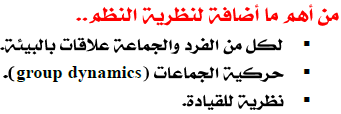 من أهم ما أضافة لنظرية النظم..
▪ لكل من الفرد والجماعة علاقات بالبيئة.
▪ حركية الجماعات (group dynamics).
▪ نظرية للقيادة.